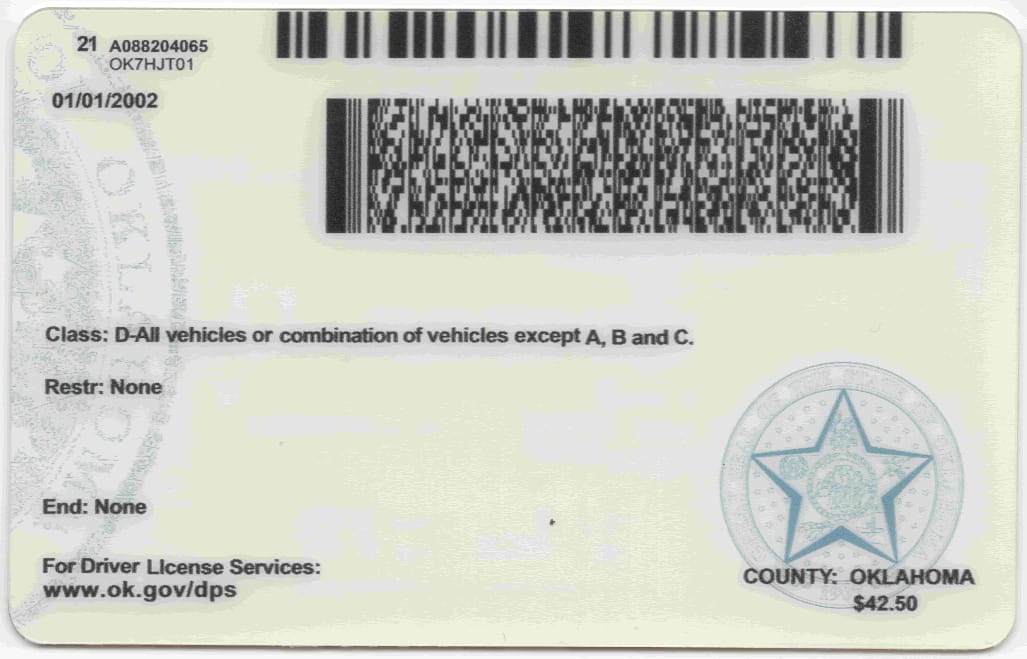 21 A088204065
OK7HJT01
01/01/2002
Class: D-All vehicles or combination of vehicles except A, B and C.
Restr: None
End: None
For Driver License Services:
www.ok.gov/dps
COUNTY: OKLAHOMA
$42.50